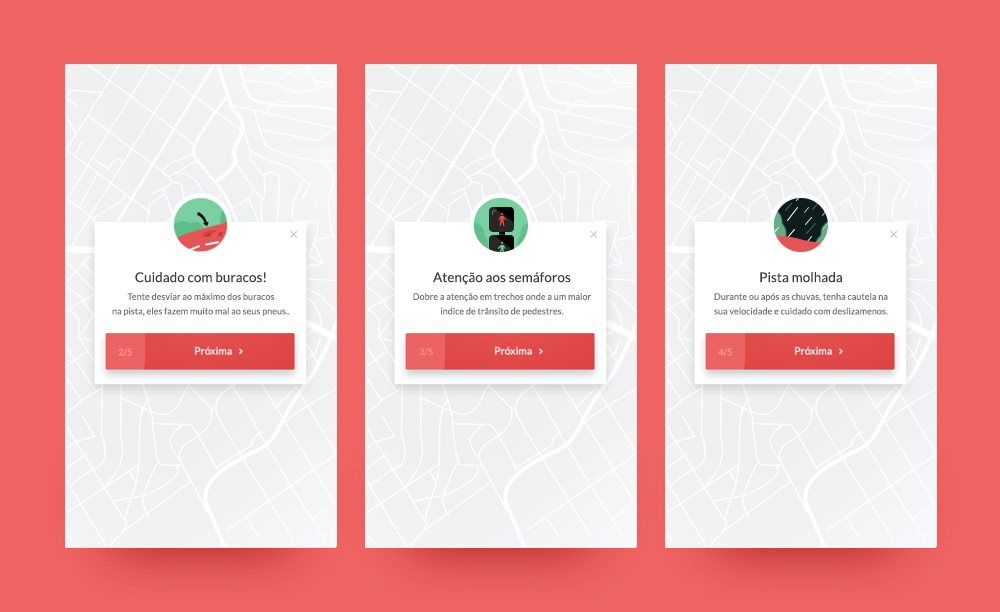 Cuidado com buracos!
Tente desviar ao máximo dos buracos
na pista, eles fazem muito mal ao seus pneus..
2/5
Próxima
Atenção aos semáforos
Dobre a atenção em trechos onde a um maior
índice de trânsito de pedestres.
3/5
Próxima
Pista molhada
Durante ou após as chuvas, tenha cautela na
sua velocidade e cuidado com deslizamenos.
4/5
Próxima